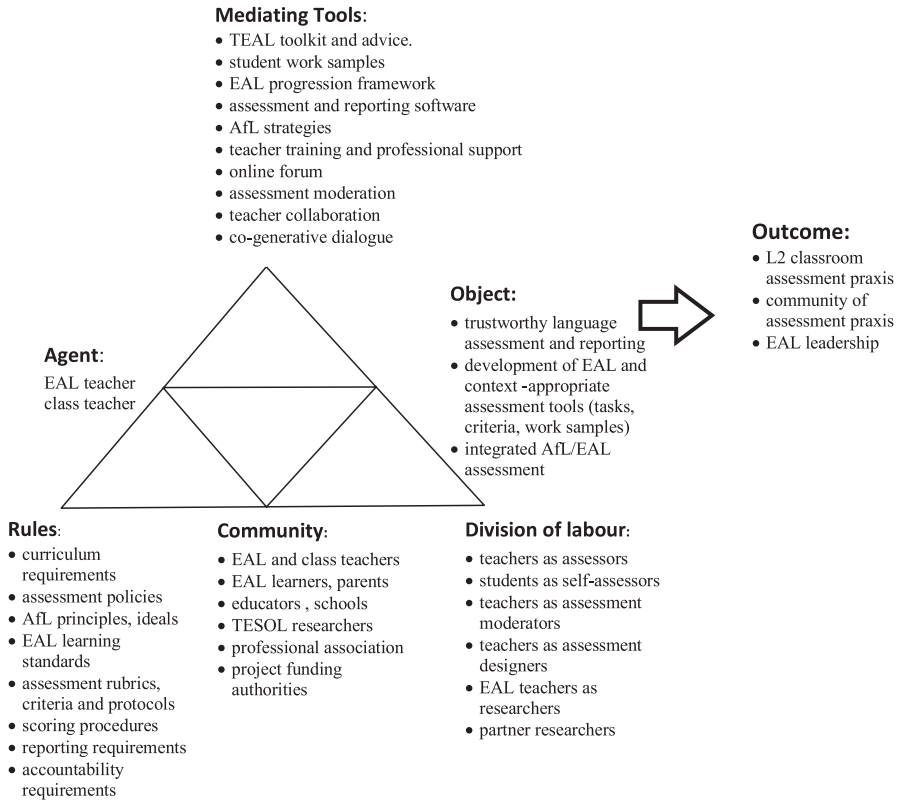 Mediating Tools:
• TEAL toolkit and advice.
• student work samples
• EAL progression framework
• assessment and reporting software
• AfL strategies
• teacher training and professional support
• online forum
• assessment moderation
• teacher collaboration
• co-generative dialogue
Agent:
EAL teacher
class teacher
Object:
• trustworthy language
assessment and reporting
• development of EAL and
context -appropriate
assessment tools (tasks,
criteria, work samples)
• integrated AfL/EAL
assessment
Outcome:
• L2 classroom
assessment praxis
• community of
assessment praxis
• EAL leadership
Rules:
• curriculum
requirements
• assessment policies
• AfL principles, ideals
• EAL learning
standards
• assessment rubrics,
criteria and protocols
• scoring procedures
• reporting requirements
• accountability
requirements
Community:
• EAL and class teachers
• EAL learners, parents
• educators , schools
• TESOL researchers
• professional association
• project funding
authorities
Division of labour:
• teachers as assessors
• students as self-assessors
• teachers as assessment
moderators
• teachers as assessment
designers
• EAL teachers as
researchers
• partner researchers